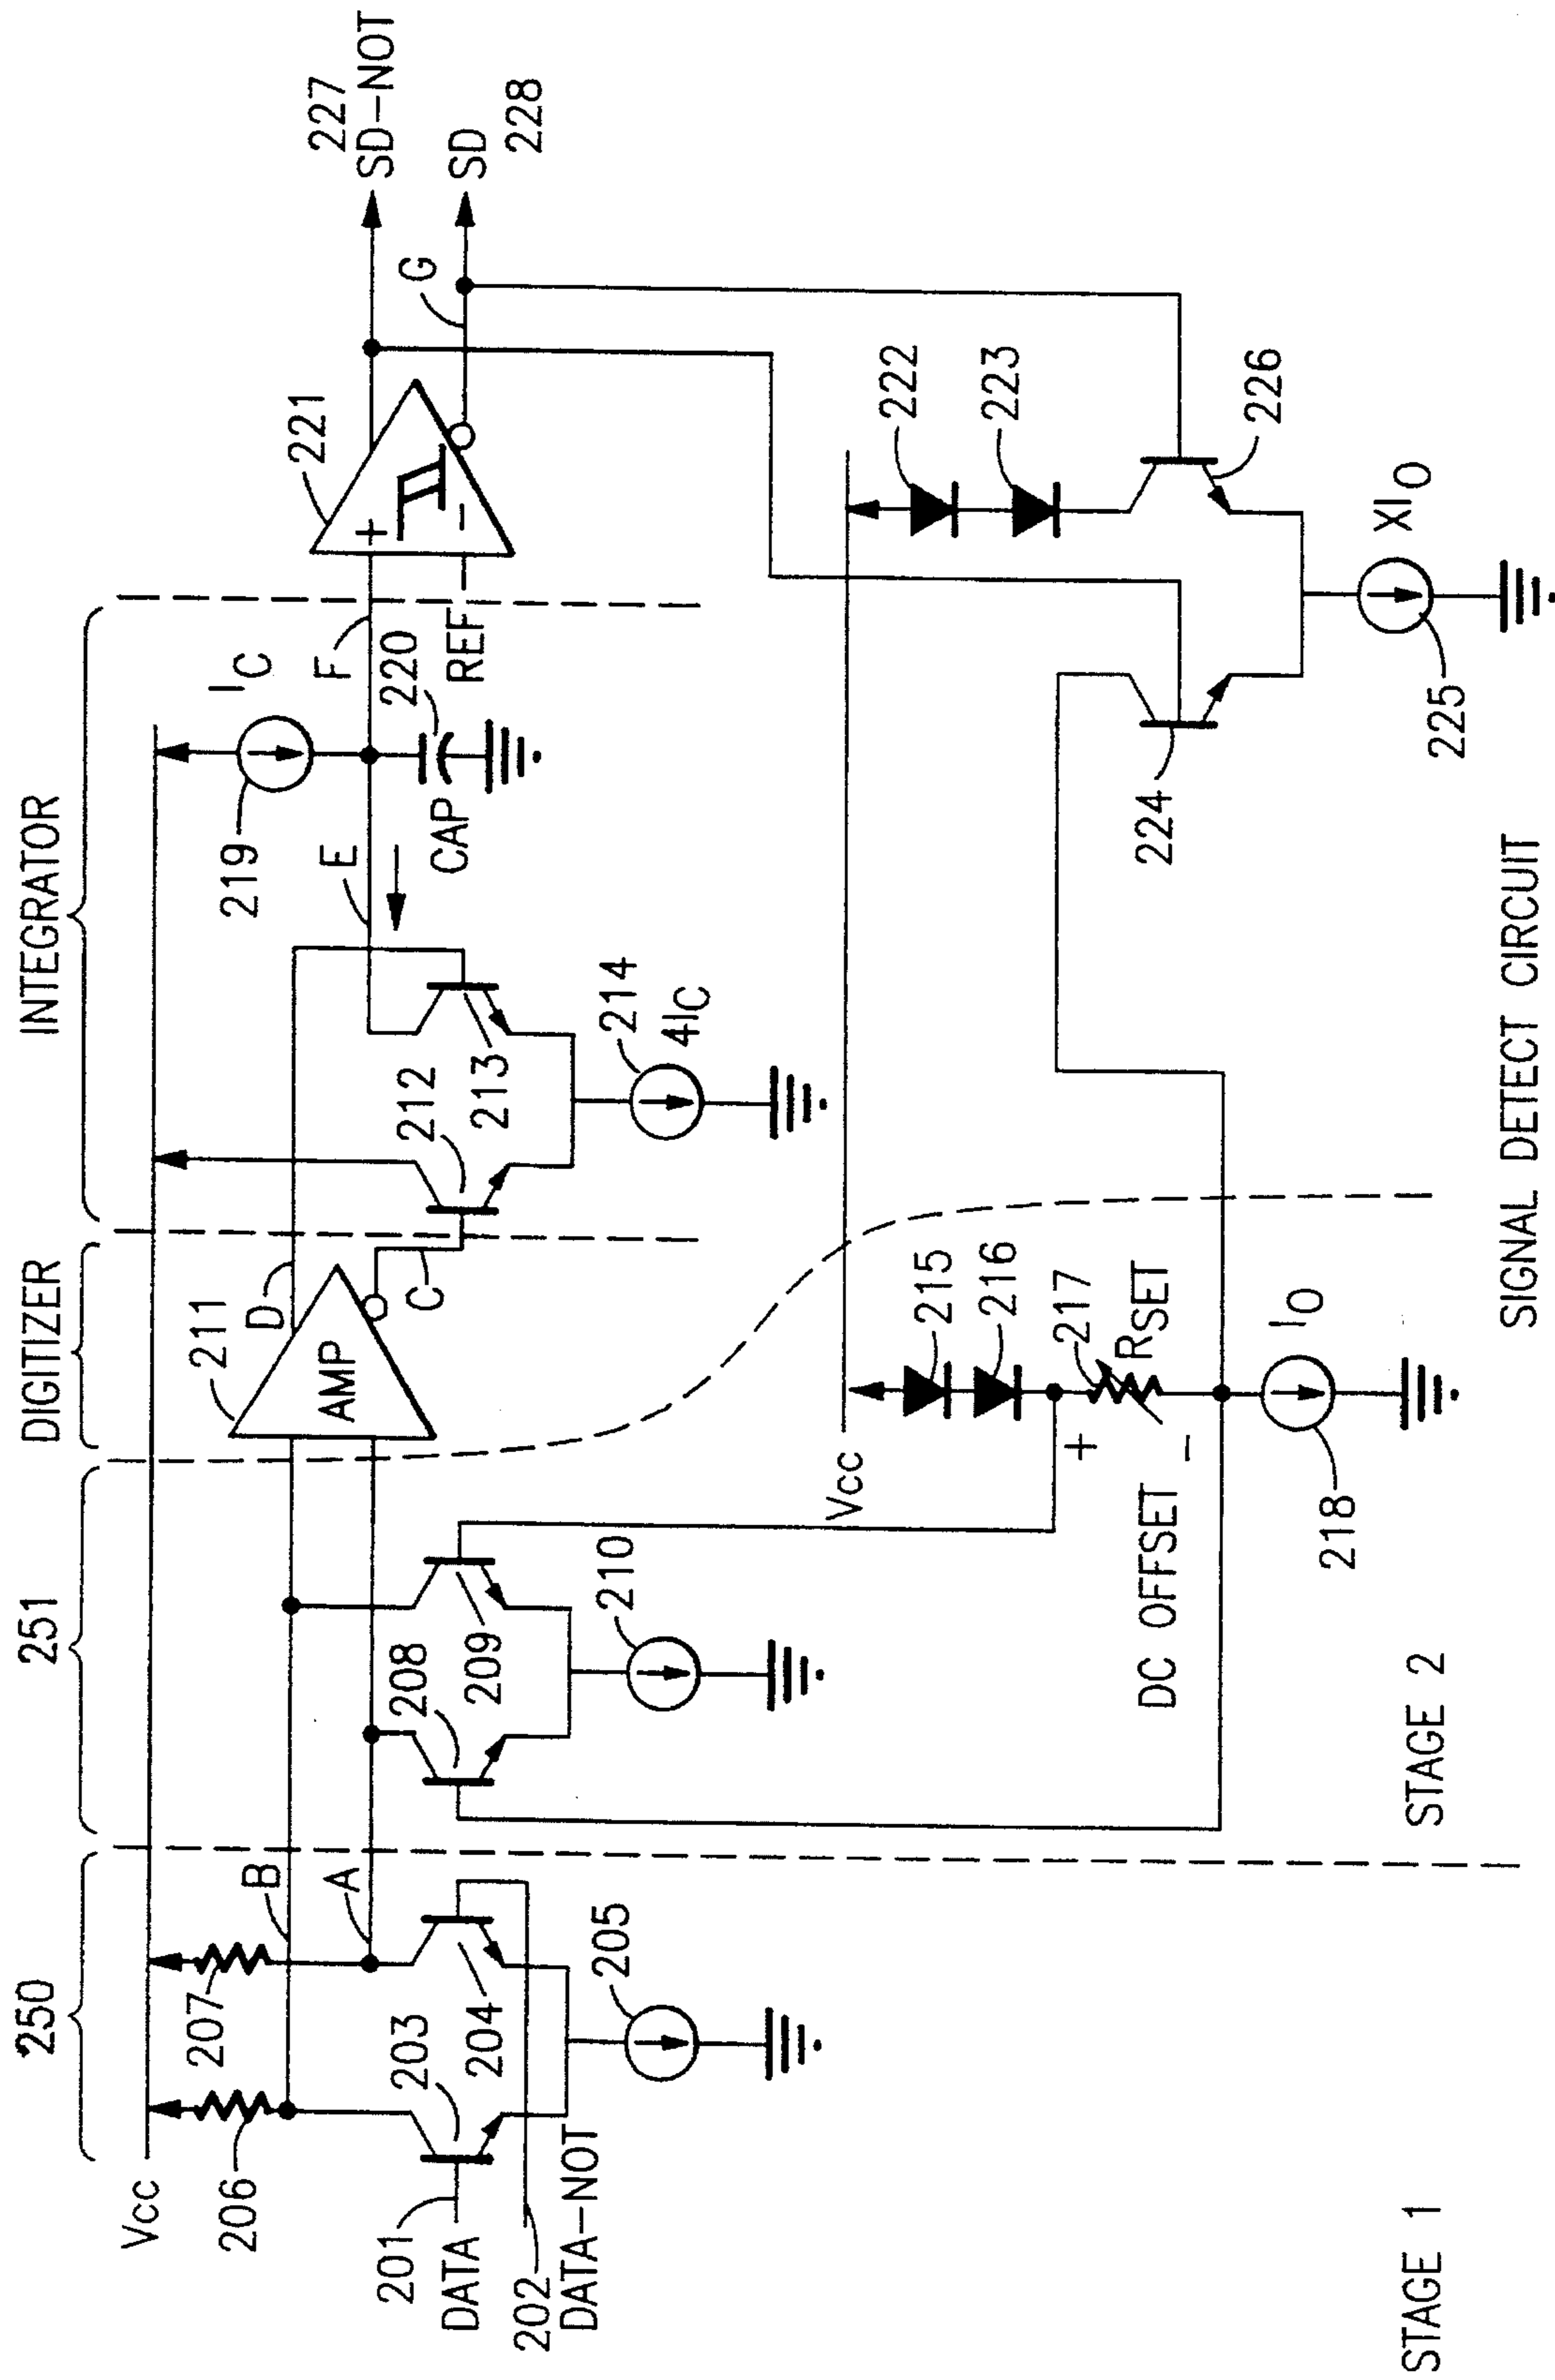 250
251
DIGITIZER
INTEGRATOR
Vcc
206
207
B
A
201
DATA
202
DATA-NOT
203
204
205
208
209
210
211
AMP
D
C
212
213
214
4IC
E
CAP
219
IC
F
220
REF
221
+
-
G
227
SD-NOT
SD
228
Vcc
215
216
217
RSET
+
DC OFFSET
-
218
IO
222
223
224
226
225
XIO
STAGE 1
STAGE 2
SIGNAL DETECT CIRCUIT